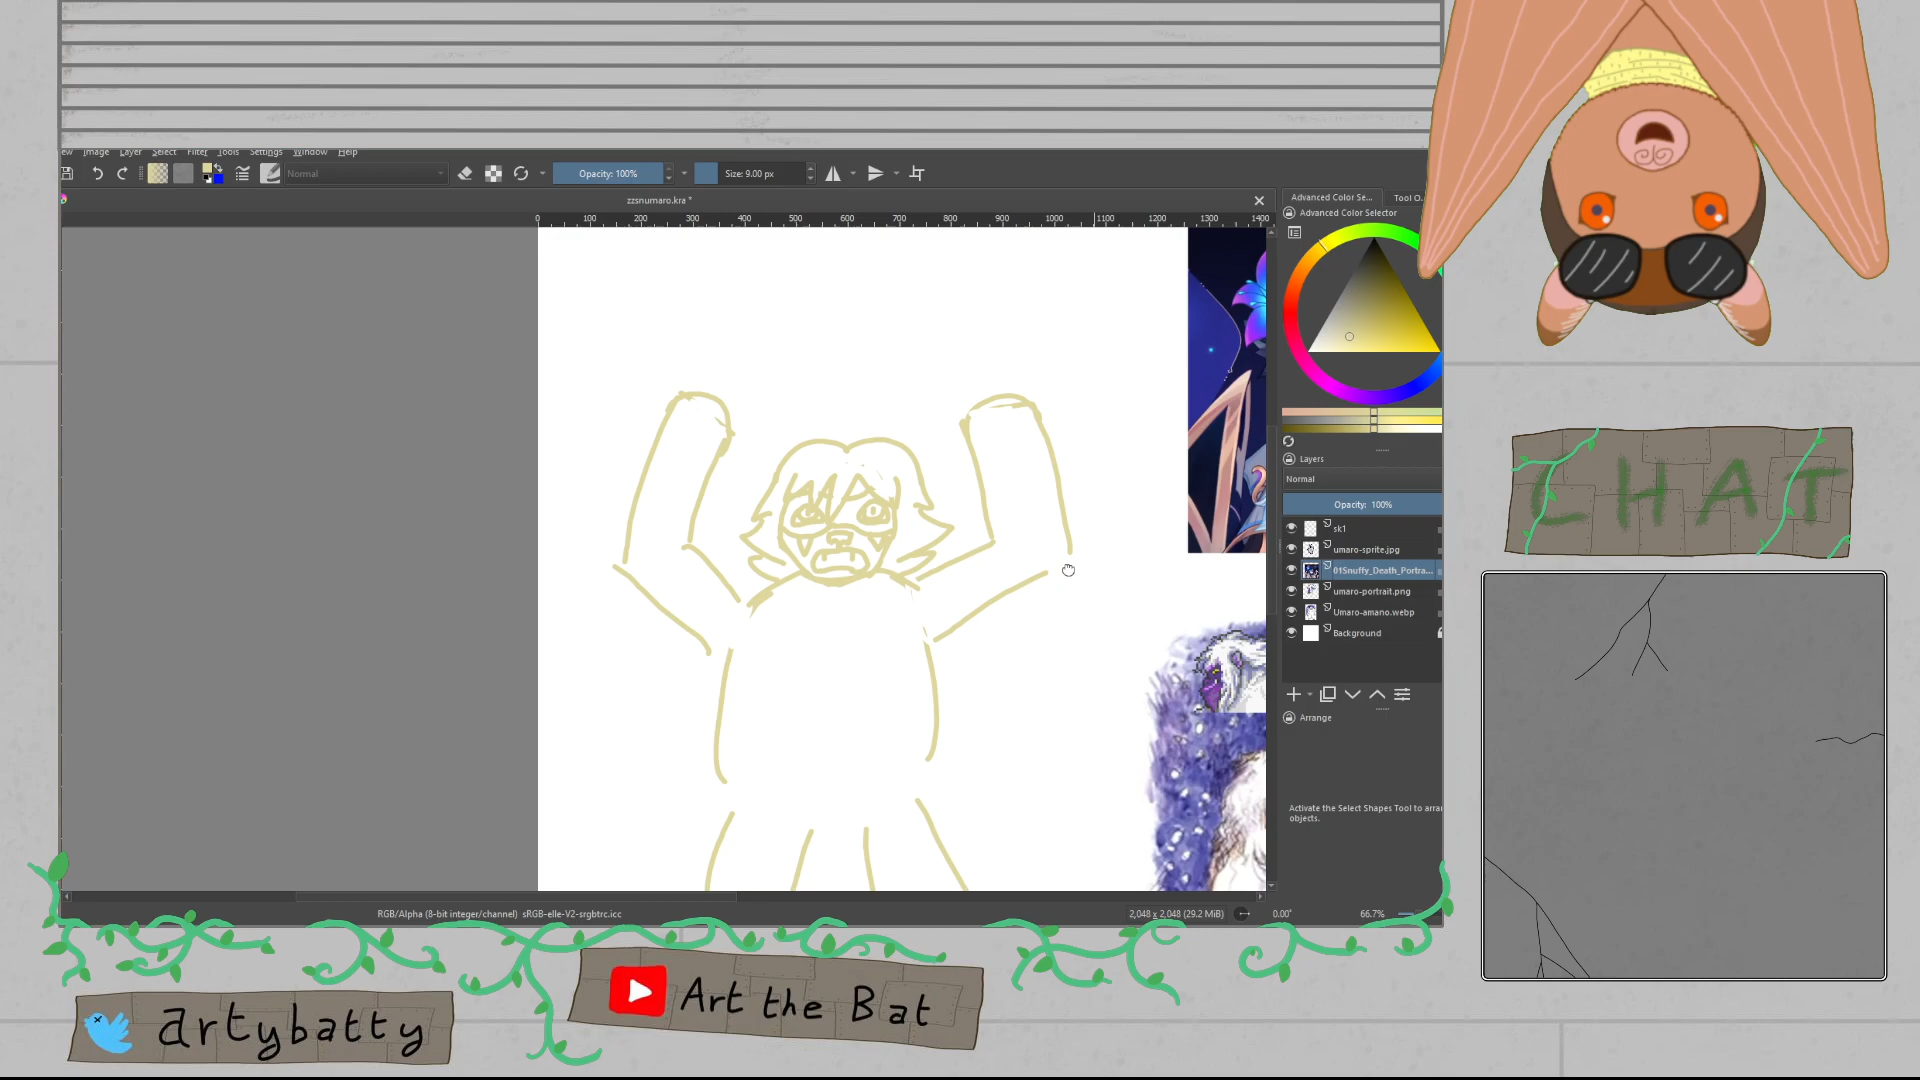 ew Image Layer Select Filter Tools Settings Window Help
Normal
Opacity: 100%
Size: 9.00 px
zzsnumaro.kra *
0 100 200 300 400 500 600 700 800 900 1000 1100 1200 1300 1400
Advanced Color Se... Tool O..
Advanced Color Selector
Layers
Normal
Opacity: 100%
sk1
umaro-sprite.jpg
01Snuffy_Death_Portra...
umaro-portrait.png
Umaro-amano.webp
Background
Arrange
Activate the Select Shapes Tool to arra
objects.
RGB/Alpha (8-bit integer/channel) sRGB-elle-V2-srgbtrc.icc
2,048 x 2,048 (29.2 MiB)
0.00°
66.7%
CHAT
artybatty
Art the Bat